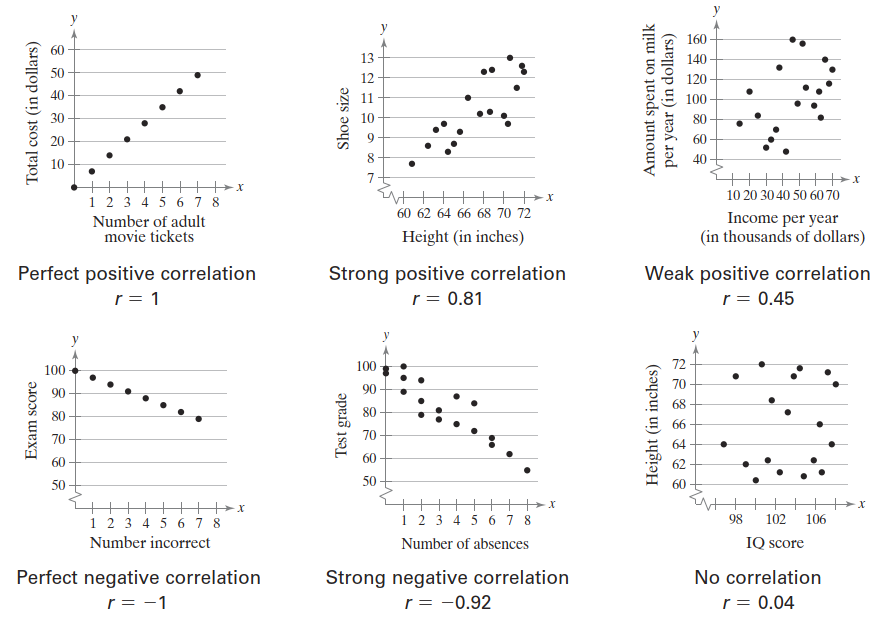 y
Total cost (in dollars)
60
50
40
30
20
10
x
1 2 3 4 5 6 7 8
Number of adult
movie tickets
Perfect positive correlation
r = 1
y
Shoe size
13
12
11
10
9
8
7
x
60 62 64 66 68 70 72
Height (in inches)
Strong positive correlation
r = 0.81
y
Amount spent on milk
per year (in dollars)
160
140
120
100
80
60
40
x
10 20 30 40 50 60 70
Income per year
(in thousands of dollars)
Weak positive correlation
r = 0.45
y
Exam score
100
90
80
70
60
50
x
1 2 3 4 5 6 7 8
Number incorrect
Perfect negative correlation
r = −1
y
Test grade
100
90
80
70
60
50
x
1 2 3 4 5 6 7 8
Number of absences
Strong negative correlation
r = −0.92
y
Height (in inches)
72
70
68
66
64
62
60
x
98 102 106
IQ score
No correlation
r = 0.04